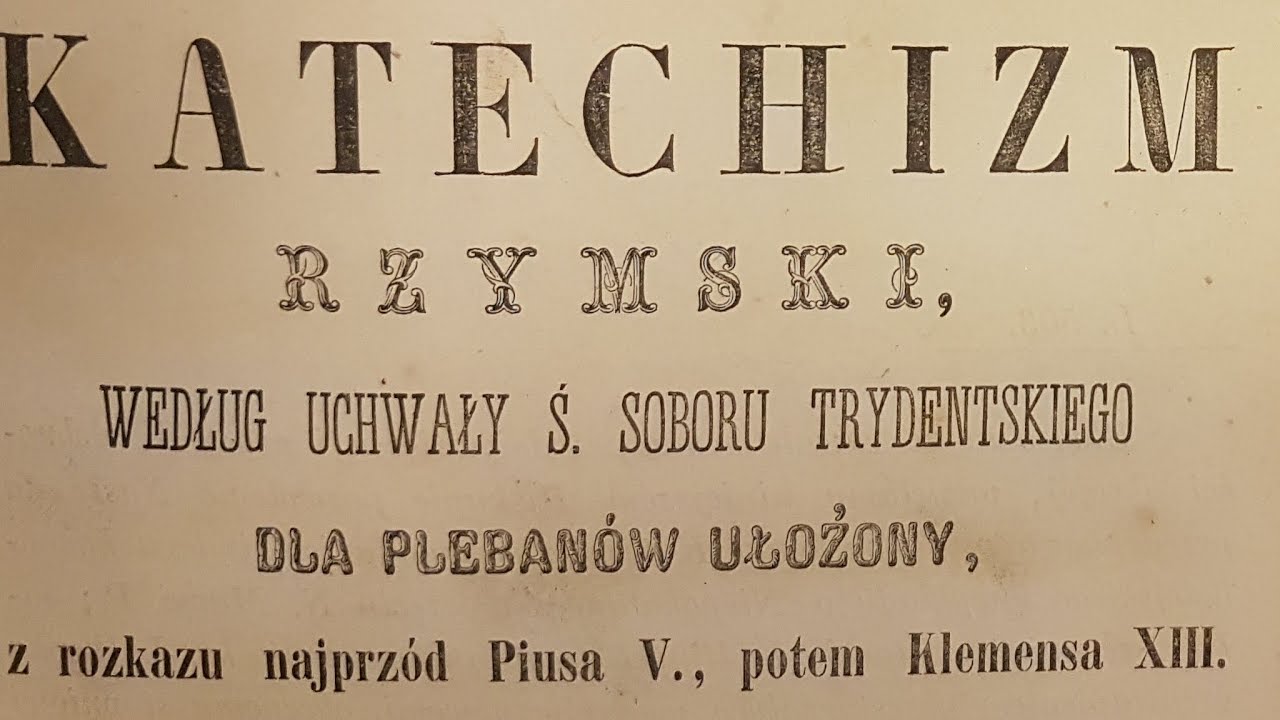 KATECHIZM
RZYMSKI,
WEDŁUG UCHWAŁY Ś. SOBORU TRYDENTSKIEGO
DLA PLEBANÓW UŁOŻONY,
z rozkazu najprzód Piusa V., potem Klemensa XIII.